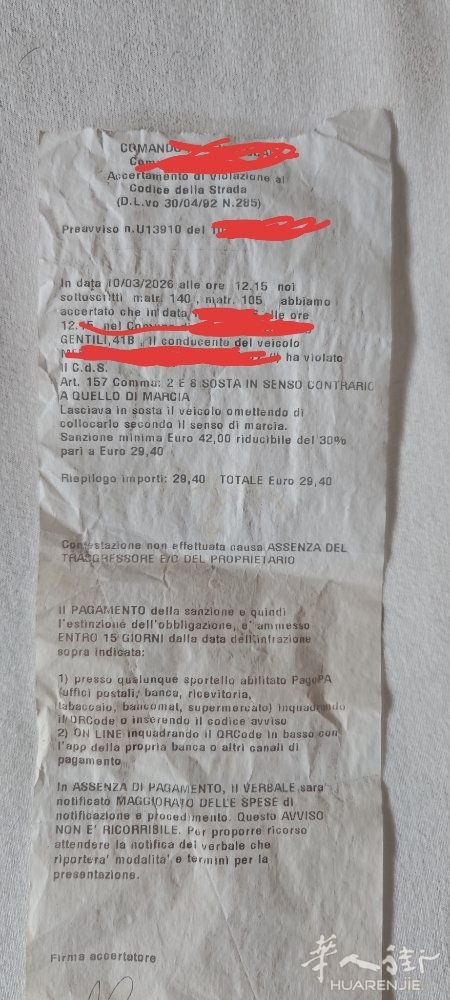 COMANDO
Accertamento di Violazione al
Codice della Strada
(D.L.vo 30/04/92 N.285)
Preavviso n.U13910 del
In data 10/03/2026 alle ore 12.15 noi
sottoscritti matr. 140 , matr. 105 abbiamo
accertato che in data, alle ore
12.15 nel
GENTILI,41B , il conducente del veicolo
ha violato
il C.d.S.
Art. 157 Comma: 2 E 8 SOSTA IN SENSO CONTRARIO
A QUELLO DI MARCIA
Lasciava in sosta il veicolo omettendo di
collocarlo secondo il senso di marcia.
Sanzione minima Euro 42,00 riducibile del 30%
pari a Euro 29,40
Riepilogo importi: 29,40 TOTALE Euro 29,40
Contestazione non effettuata causa ASSENZA DEL
TRASGRESSORE E/O DEL PROPRIETARIO
Il PAGAMENTO della sanzione e quindi
l'estinzione dell'obbligazione, e' ammesso
ENTRO 15 GIORNI dalla data dell'infrazione
sopra indicata:
1) presso qualunque sportello abilitato PagoPA
(uffici postali, banca, ricevitoria,
tabaccaio, bancomat, supermercato) inquadrando
il QRCode o inserendo il codice avviso
2) ON LINE inquadrando il QRCode in basso con
l'app della propria banca o altri canali di
pagamento
In ASSENZA DI PAGAMENTO, il VERBALE sara'
notificato MAGGIORATO DELLE SPESE di
notificazione e procedimento. Questo AVVISO
NON E' RICORRIBILE. Per proporre ricorso
attendere la notifica del verbale che
riportera' modalita' e termini per la
presentazione.
Firma accertatore
华人街
HUARENJIE